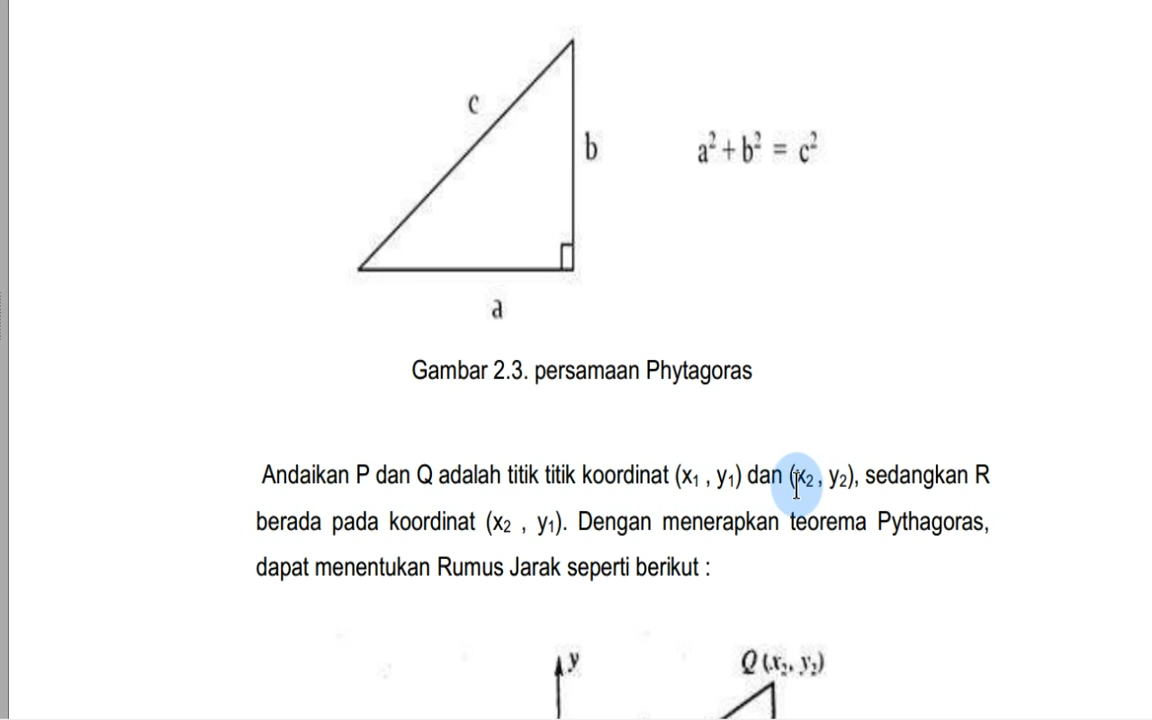 c
b
a² + b² = c²
a
Gambar 2.3. persamaan Phytagoras
Andaikan P dan Q adalah titik titik koordinat (x₁ , y₁) dan (x₂ , y₂), sedangkan R
berada pada koordinat (x₂ , y₁). Dengan menerapkan teorema Pythagoras,
dapat menentukan Rumus Jarak seperti berikut :
y
Q (x₂, y₂)